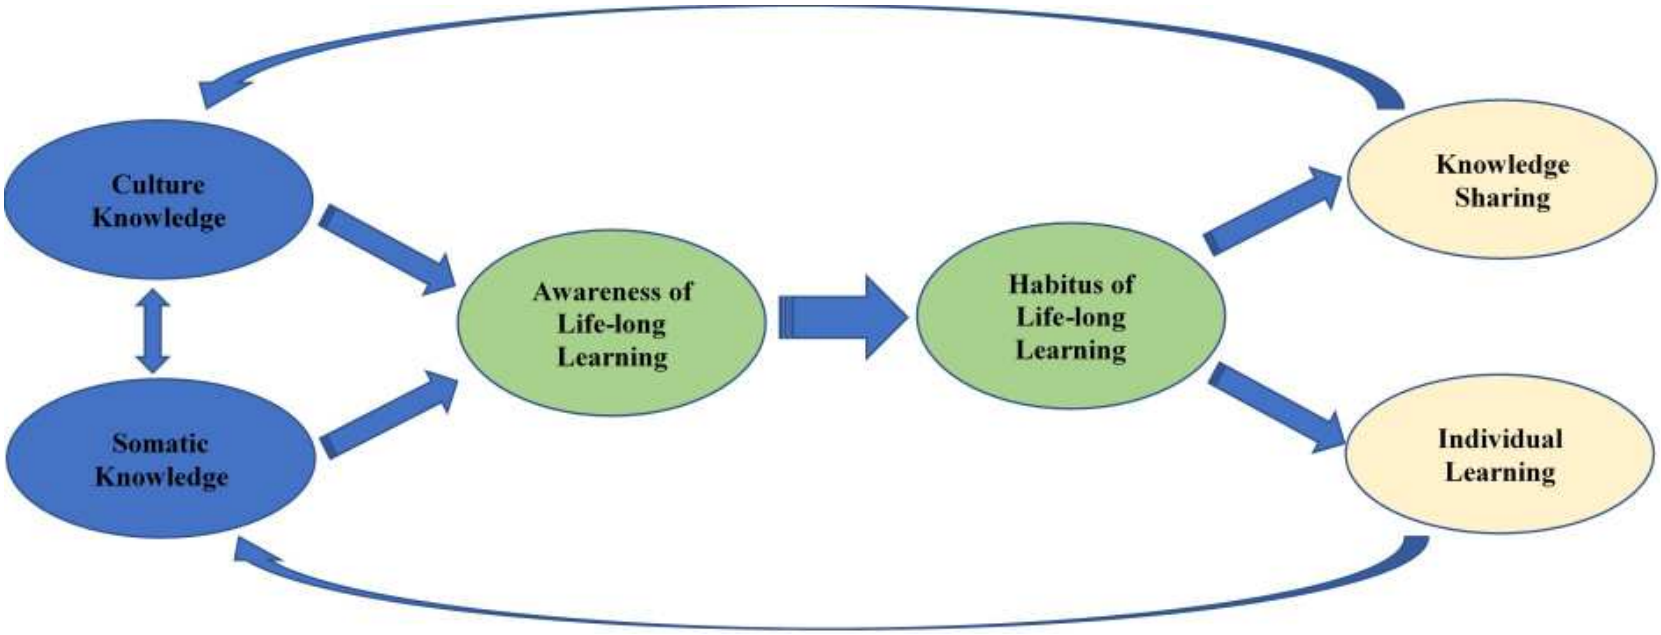 Culture
Knowledge
Somatic
Knowledge
Awareness of
Life-long
Learning
Habitus of
Life-long
Learning
Knowledge
Sharing
Individual
Learning